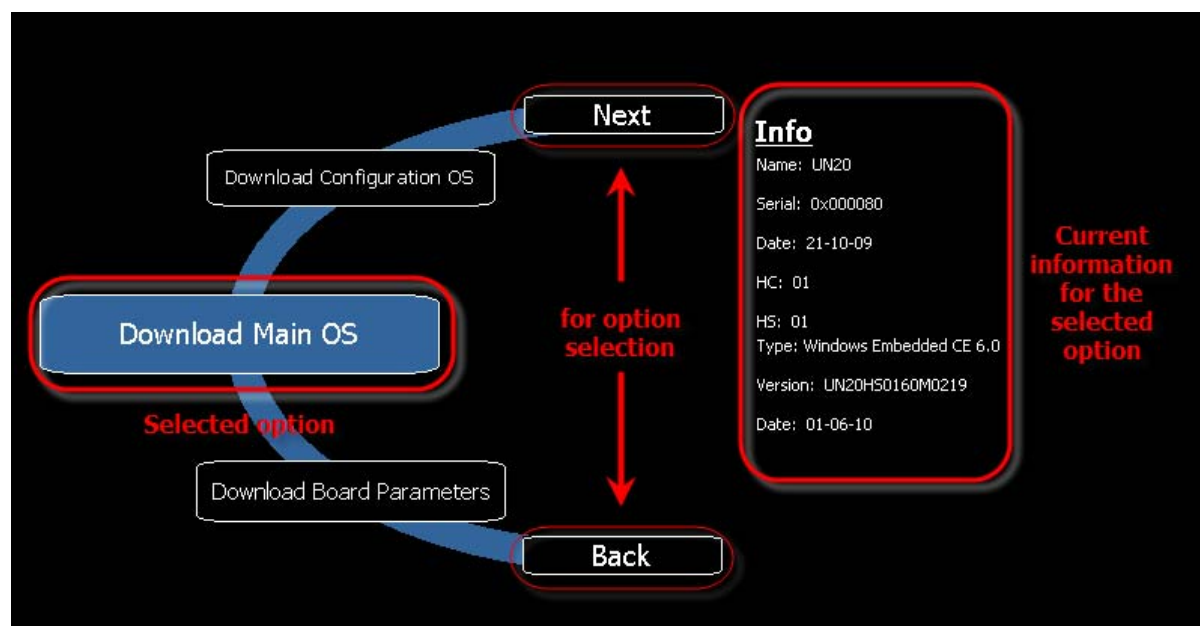 Next
Download Configuration OS
Download Main OS
Selected option
Download Board Parameters
Back
for option
selection
Info
Name: UN20
Serial: 0x000080
Date: 21-10-09
HC: 01
HS: 01
Type: Windows Embedded CE 6.0
Version: UN20HS0160M0219
Date: 01-06-10
Current
information
for the
selected
option